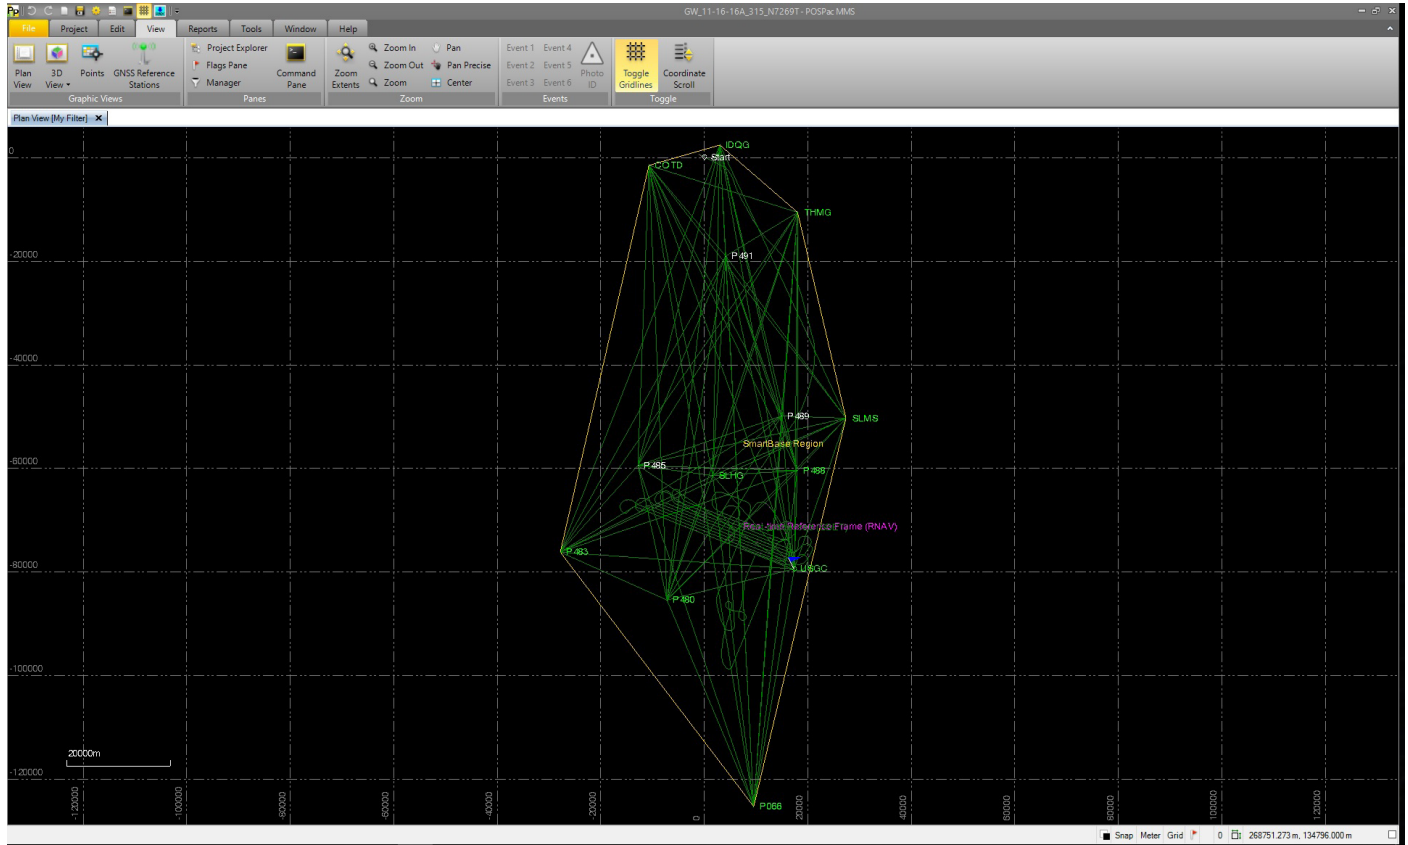 GW_11-16-16A_315_N7269T - POSPac MMS
File Project Edit View Reports Tools Window Help
Plan View
3D View
Points
GNSS Reference Stations
Graphic Views
Project Explorer
Flags Pane
Manager
Command Pane
Panes
Zoom Extents
Zoom In
Zoom Out
Zoom
Pan
Pan Precise
Center
Zoom
Event 1 Event 4
Event 2 Event 5
Event 3 Event 6
Photo ID
Events
Toggle Gridlines
Coordinate Scroll
Toggle
Plan View [My Filter]
IDQG
0
Start
COTD
THMG
-20000
P491
-40000
P489
SLMS
SmartBase Region
-60000
P485
P488
SLHG
Real-time Reference Frame (RNAV)
P483
-80000
USGC
P480
-100000
20000m
-120000
P066
-120000 -100000 -80000 -60000 -40000 -20000 0 20000 40000 60000 80000 100000 120000
Snap Meter Grid 0 268751.273 m, 134796.000 m